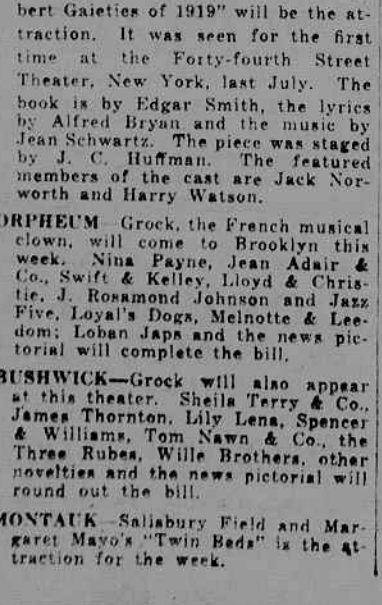 bert Gaieties of 1919" will be the at-
traction. It was seen for the first
time at the Forty-fourth Street
Theater, New York, last July. The
book is by Edgar Smith, the lyrics
by Alfred Bryan and the music by
Jean Schwartz. The piece was staged
by J. C. Huffman. The featured
members of the cast are Jack Nor-
worth and Harry Watson.
ORPHEUM—Grock, the French musical
clown, will come to Brooklyn this
week. Nina Payne, Jean Adair &
Co., Swift & Kelley, Lloyd & Chris-
tie, J. Rosamond Johnson and Jazz
Five, Loyal's Dogs, Melnotte & Lee-
dom; Loban Japs and the news pic-
torial will complete the bill.
BUSHWICK—Grock will also appear
at this theater. Sheila Terry & Co.,
James Thornton, Lily Lena, Spencer
& Williams, Tom Nawn & Co., the
Three Rubes, Wille Brothers, other
novelties and the news pictorial will
round out the bill.
MONTAUK—Salisbury Field and Mar-
garet Mayo's "Twin Beds" is the at-
traction for the week.